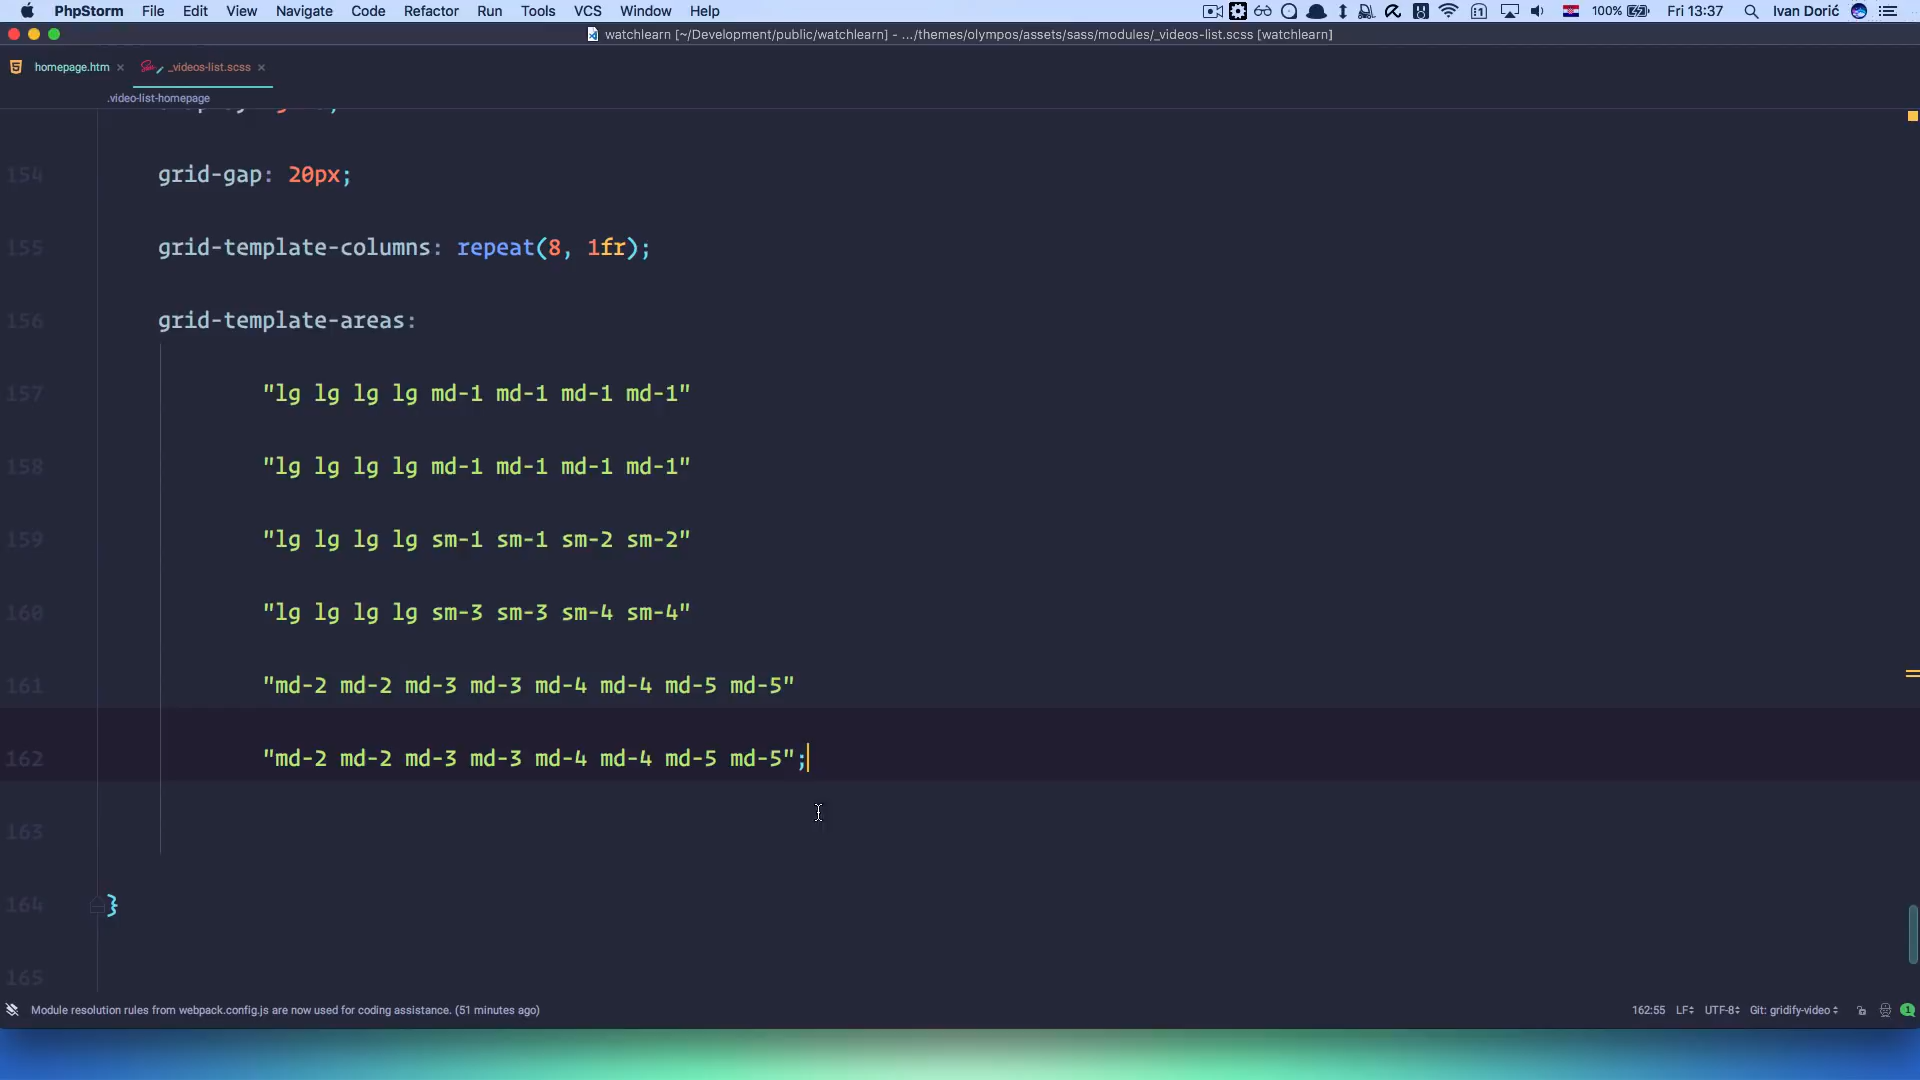 PhpStorm File Edit View Navigate Code Refactor Run Tools VCS Window Help 100% Fri 13:37 Ivan Dorić
watchlearn [~/Development/public/watchlearn] - .../themes/olympos/assets/sass/modules/_videos-list.scss [watchlearn]
homepage.htm _videos-list.scss
.video-list-homepage
154 grid-gap: 20px;
155 grid-template-columns: repeat(8, 1fr);
156 grid-template-areas:
157 "lg lg lg lg md-1 md-1 md-1 md-1"
158 "lg lg lg lg md-1 md-1 md-1 md-1"
159 "lg lg lg lg sm-1 sm-1 sm-2 sm-2"
160 "lg lg lg lg sm-3 sm-3 sm-4 sm-4"
161 "md-2 md-2 md-3 md-3 md-4 md-4 md-5 md-5"
162 "md-2 md-2 md-3 md-3 md-4 md-4 md-5 md-5";
163
164 }
165
Module resolution rules from webpack.config.js are now used for coding assistance. (51 minutes ago) 162:55 LF UTF-8 Git: gridify-video 1